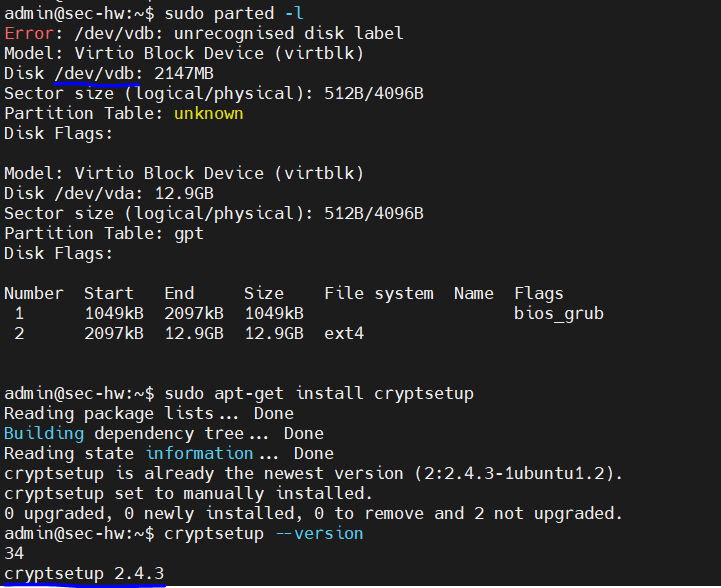 admin@sec-hw:~$ sudo parted -l
Error: /dev/vdb: unrecognised disk label
Model: Virtio Block Device (virtblk)
Disk /dev/vdb: 2147MB
Sector size (logical/physical): 512B/4096B
Partition Table: unknown
Disk Flags:

Model: Virtio Block Device (virtblk)
Disk /dev/vda: 12.9GB
Sector size (logical/physical): 512B/4096B
Partition Table: gpt
Disk Flags:

Number  Start   End     Size    File system  Name  Flags
 1      1049kB  2097kB  1049kB                     bios_grub
 2      2097kB  12.9GB  12.9GB  ext4

admin@sec-hw:~$ sudo apt-get install cryptsetup
Reading package lists... Done
Building dependency tree... Done
Reading state information... Done
cryptsetup is already the newest version (2:2.4.3-1ubuntu1.2).
cryptsetup set to manually installed.
0 upgraded, 0 newly installed, 0 to remove and 2 not upgraded.
admin@sec-hw:~$ cryptsetup --version
34
cryptsetup 2.4.3